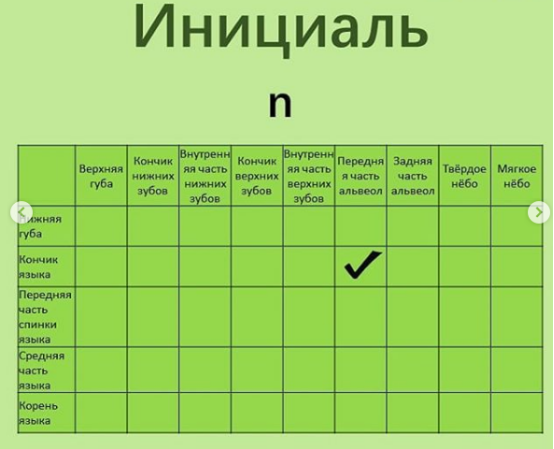 Инициаль
n
Верхняя губа
Кончик нижних зубов
Внутренняя часть нижних зубов
Кончик верхних зубов
Внутренняя часть верхних зубов
Передняя часть альвеол
Задняя часть альвеол
Твёрдое нёбо
Мягкое нёбо
Нижняя губа
Кончик языка
Передняя часть спинки языка
Средняя часть языка
Корень языка